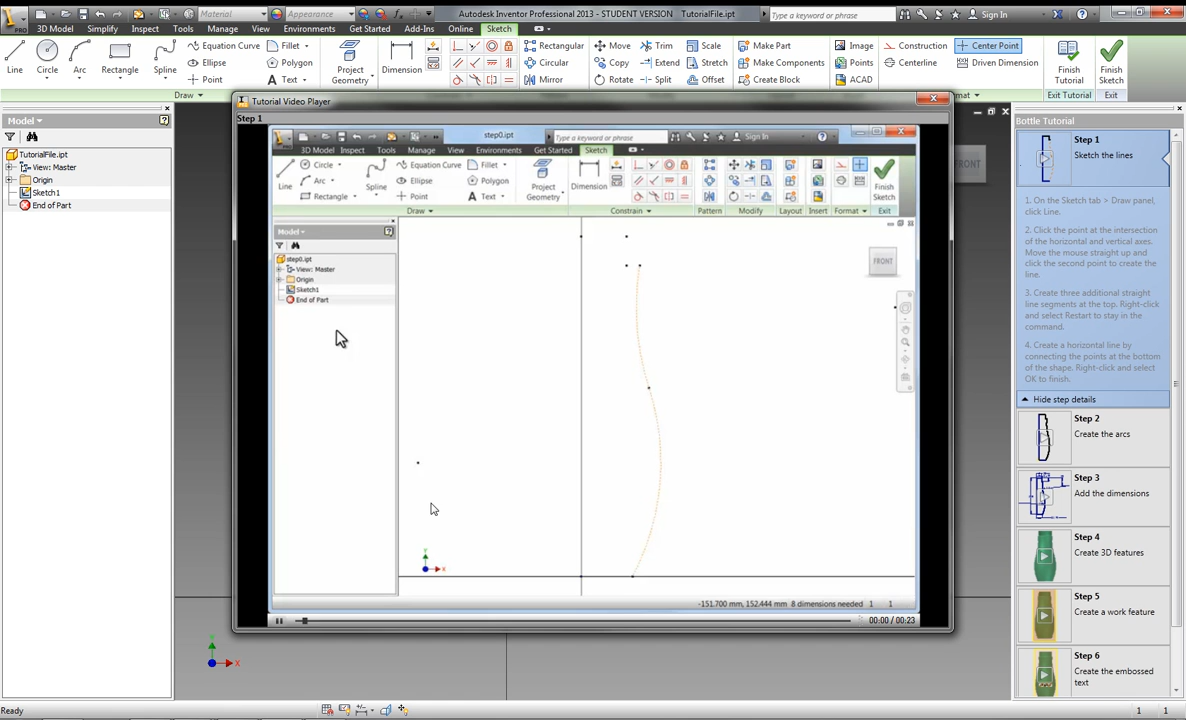 PRO
Material
Appearance
Autodesk Inventor Professional 2013 - STUDENT VERSION TutorialFile.ipt
Type a keyword or phrase
Sign In
3D Model Simplify Inspect Tools Manage View Environments Get Started Add-Ins Online Sketch
Line Circle Arc Rectangle Spline
Equation Curve Fillet
Ellipse Polygon
Point Text
Project Geometry
Dimension
Rectangular
Circular
Mirror
Move Trim Scale
Copy Extend Stretch
Rotate Split Offset
Make Part
Make Components
Create Block
Image
Points
ACAD
Construction Center Point
Centerline Driven Dimension
Finish Tutorial
Finish Sketch
Draw
Exit Tutorial Exit
Model
TutorialFile.ipt
View: Master
Origin
Sketch1
End of Part
Tutorial Video Player
Step 1
PRO
step0.ipt
Type a keyword or phrase
Sign In
3D Model Inspect Tools Manage View Environments Get Started Sketch
Line
Circle
Arc
Rectangle
Spline
Equation Curve Fillet
Ellipse Polygon
Point Text
Project Geometry
Dimension
Finish Sketch
Draw Constrain Pattern Modify Layout Insert Format Exit
Model
step0.ipt
View: Master
Origin
Sketch1
End of Part
FRONT
Y
X
-151.700 mm, 152.444 mm 8 dimensions needed 1 1
00:00 / 00:23
FRONT
Y
X
Bottle Tutorial
Step 1
Sketch the lines
1. On the Sketch tab > Draw panel,
click Line.
2. Click the point at the intersection
of the horizontal and vertical axes.
Move the mouse straight up and
click the second point to create the
line.
3. Create three additional straight
line segments at the top. Right-click
and select Restart to stay in the
command.
4. Create a horizontal line by
connecting the points at the bottom
of the shape. Right-click and select
OK to finish.
Hide step details
Step 2
Create the arcs
Step 3
Add the dimensions
Step 4
Create 3D features
Step 5
Create a work feature
Step 6
Create the embossed
text
Ready
1 1